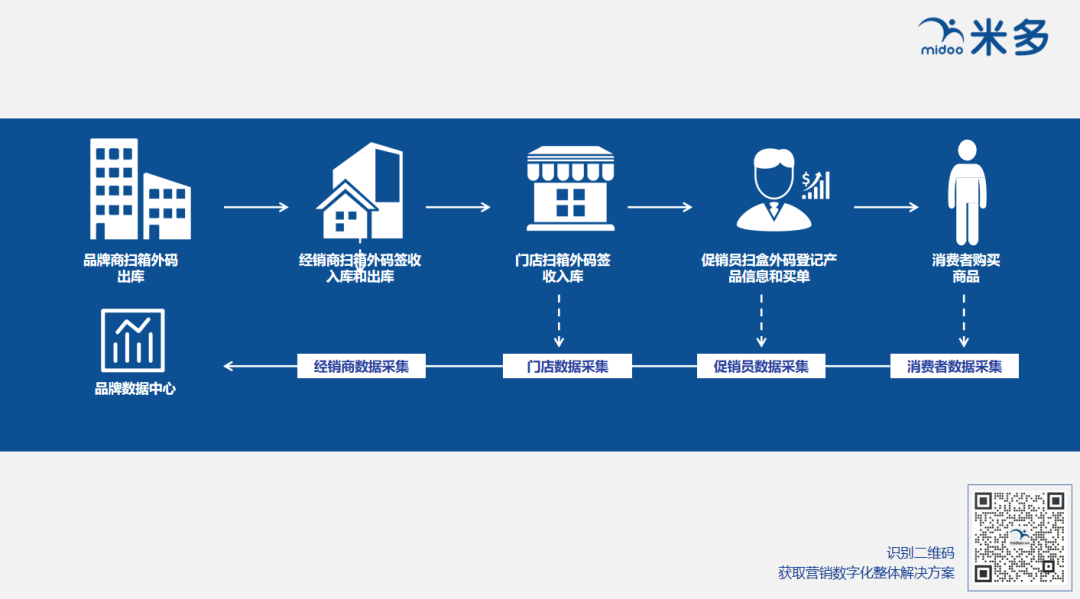 midoo 米多
品牌商扫箱外码
出库
经销商扫箱外码签收
入库和出库
门店扫箱外码签
收入库
促销员扫盒外码登记产
品信息和买单
消费者购买
商品
品牌数据中心
经销商数据采集
门店数据采集
促销员数据采集
消费者数据采集
识别二维码
获取营销数字化整体解决方案